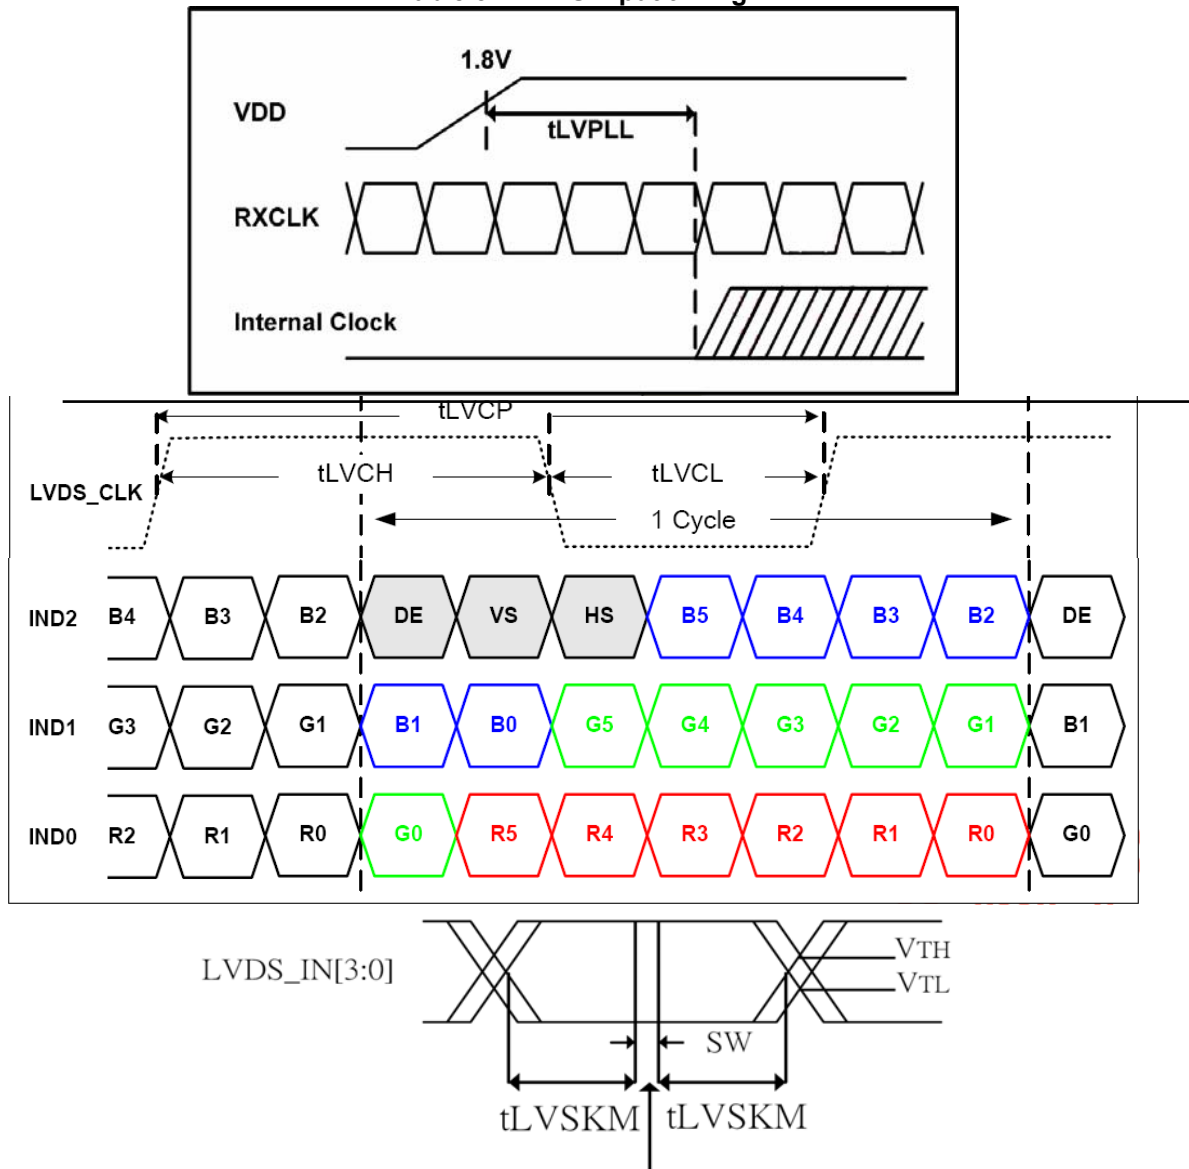 1.8V
VDD
tLVPLL
RXCLK
Internal Clock
tLVCP
tLVCH tLVCL
LVDS_CLK
1 Cycle
IND2 B4 B3 B2 DE VS HS B5 B4 B3 B2 DE
IND1 G3 G2 G1 B1 B0 G5 G4 G3 G2 G1 B1
IND0 R2 R1 R0 G0 R5 R4 R3 R2 R1 R0 G0
VTH
LVDS_IN[3:0]
VTL
SW
tLVSKM tLVSKM